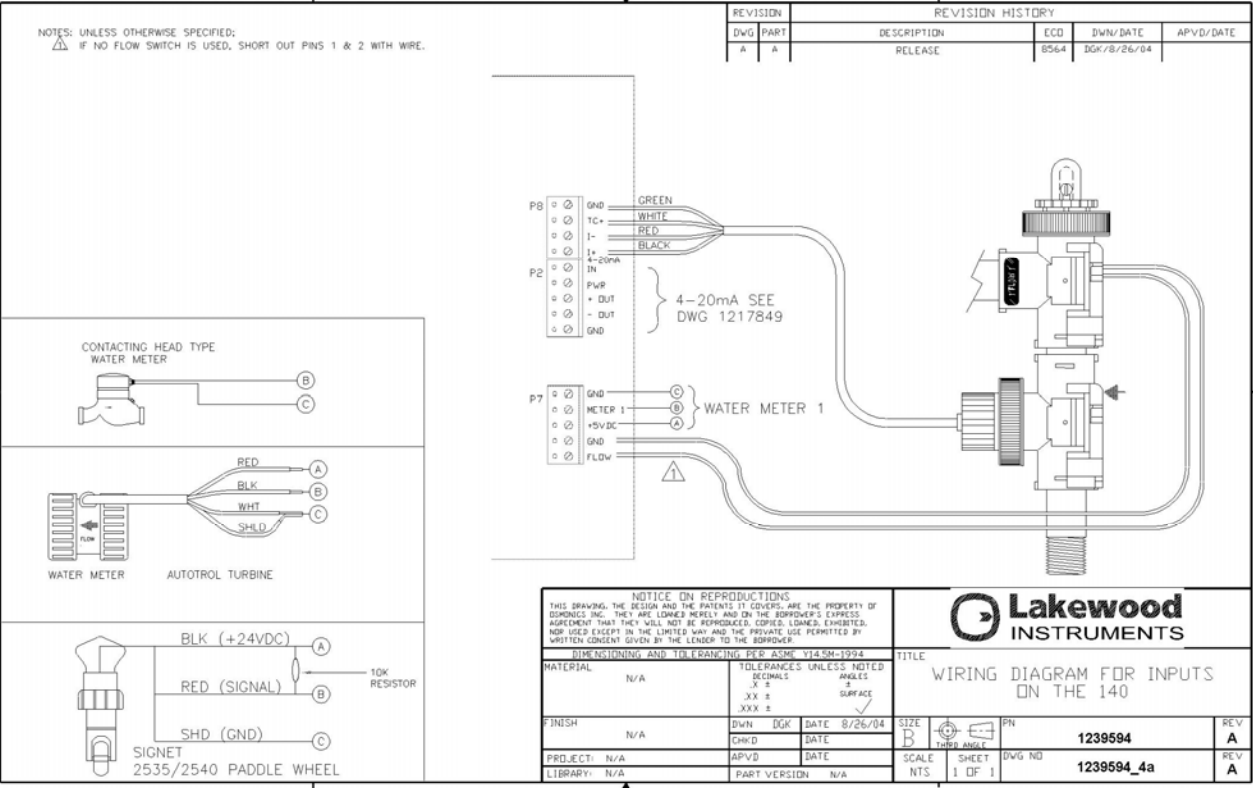 NOTES: UNLESS OTHERWISE SPECIFIED;
1 IF NO FLOW SWITCH IS USED, SHORT OUT PINS 1 & 2 WITH WIRE.
REVISION REVISION HISTORY
DWG PART DESCRIPTION ECO DWN/DATE APVD/DATE
A A RELEASE 8564 DGK/8/26/04
P8
GND GREEN
TC+ WHITE
I- RED
I+ BLACK
P2
4-20mA
IN
PWR
+ OUT
- OUT
GND
4-20mA SEE
DWG 1217849
P7
GND C
METER 1 B
+5VDC A
GND
FLOW
WATER METER 1
1
CONTACTING HEAD TYPE
WATER METER
B
C
RED A
BLK B
WHT C
SHLD
FLOW
WATER METER AUTOTROL TURBINE
BLK (+24VDC) A
10K
RESISTOR
RED (SIGNAL) B
SHD (GND) C
SIGNET
2535/2540 PADDLE WHEEL
NOTICE ON REPRODUCTIONS
THIS DRAWING, THE DESIGN AND THE PATENTS IT COVERS, ARE THE PROPERTY OF
OSMONICS INC. THEY ARE LOANED MERELY AND ON THE BORROWER'S EXPRESS
AGREEMENT THAT THEY WILL NOT BE REPRODUCED, COPIED, LOANED, EXHIBITED,
NOR USED EXCEPT IN THE LIMITED WAY AND THE PRIVATE USE PERMITTED BY
WRITTEN CONSENT GIVEN BY THE LENDER TO THE BORROWER.
DIMENSIONING AND TOLERANCING PER ASME Y14.5M-1994
MATERIAL
N/A
TOLERANCES UNLESS NOTED
DECIMALS ANGLES
.X ± ±
.XX ± SURFACE
.XXX ±
FINISH
N/A
DWN DGK DATE 8/26/04
CHKD DATE
PROJECT: N/A
APVD DATE
LIBRARY: N/A
PART VERSION N/A
Lakewood
INSTRUMENTS
TITLE
WIRING DIAGRAM FOR INPUTS
ON THE 140
SIZE
B
THIRD ANGLE
PN
1239594
REV
A
SCALE
NTS
SHEET
1 OF 1
DWG NO
1239594_4a
REV
A